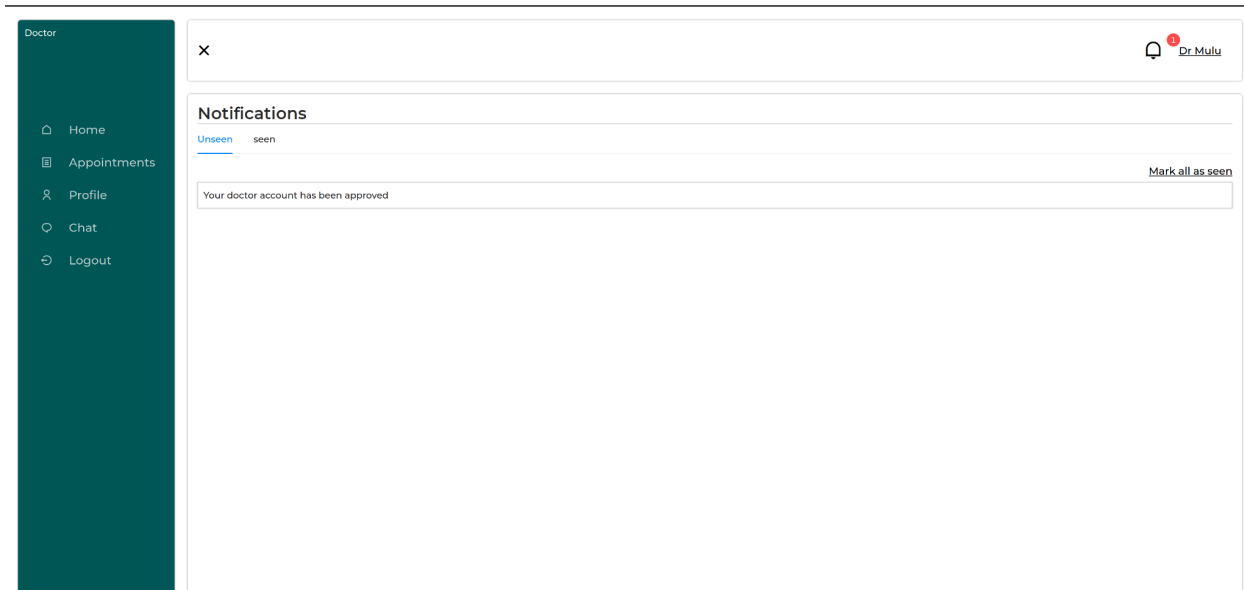 Doctor
Home
Appointments
Profile
Chat
Logout
1
Dr Mulu
Notifications
Unseen seen
Mark all as seen
Your doctor account has been approved